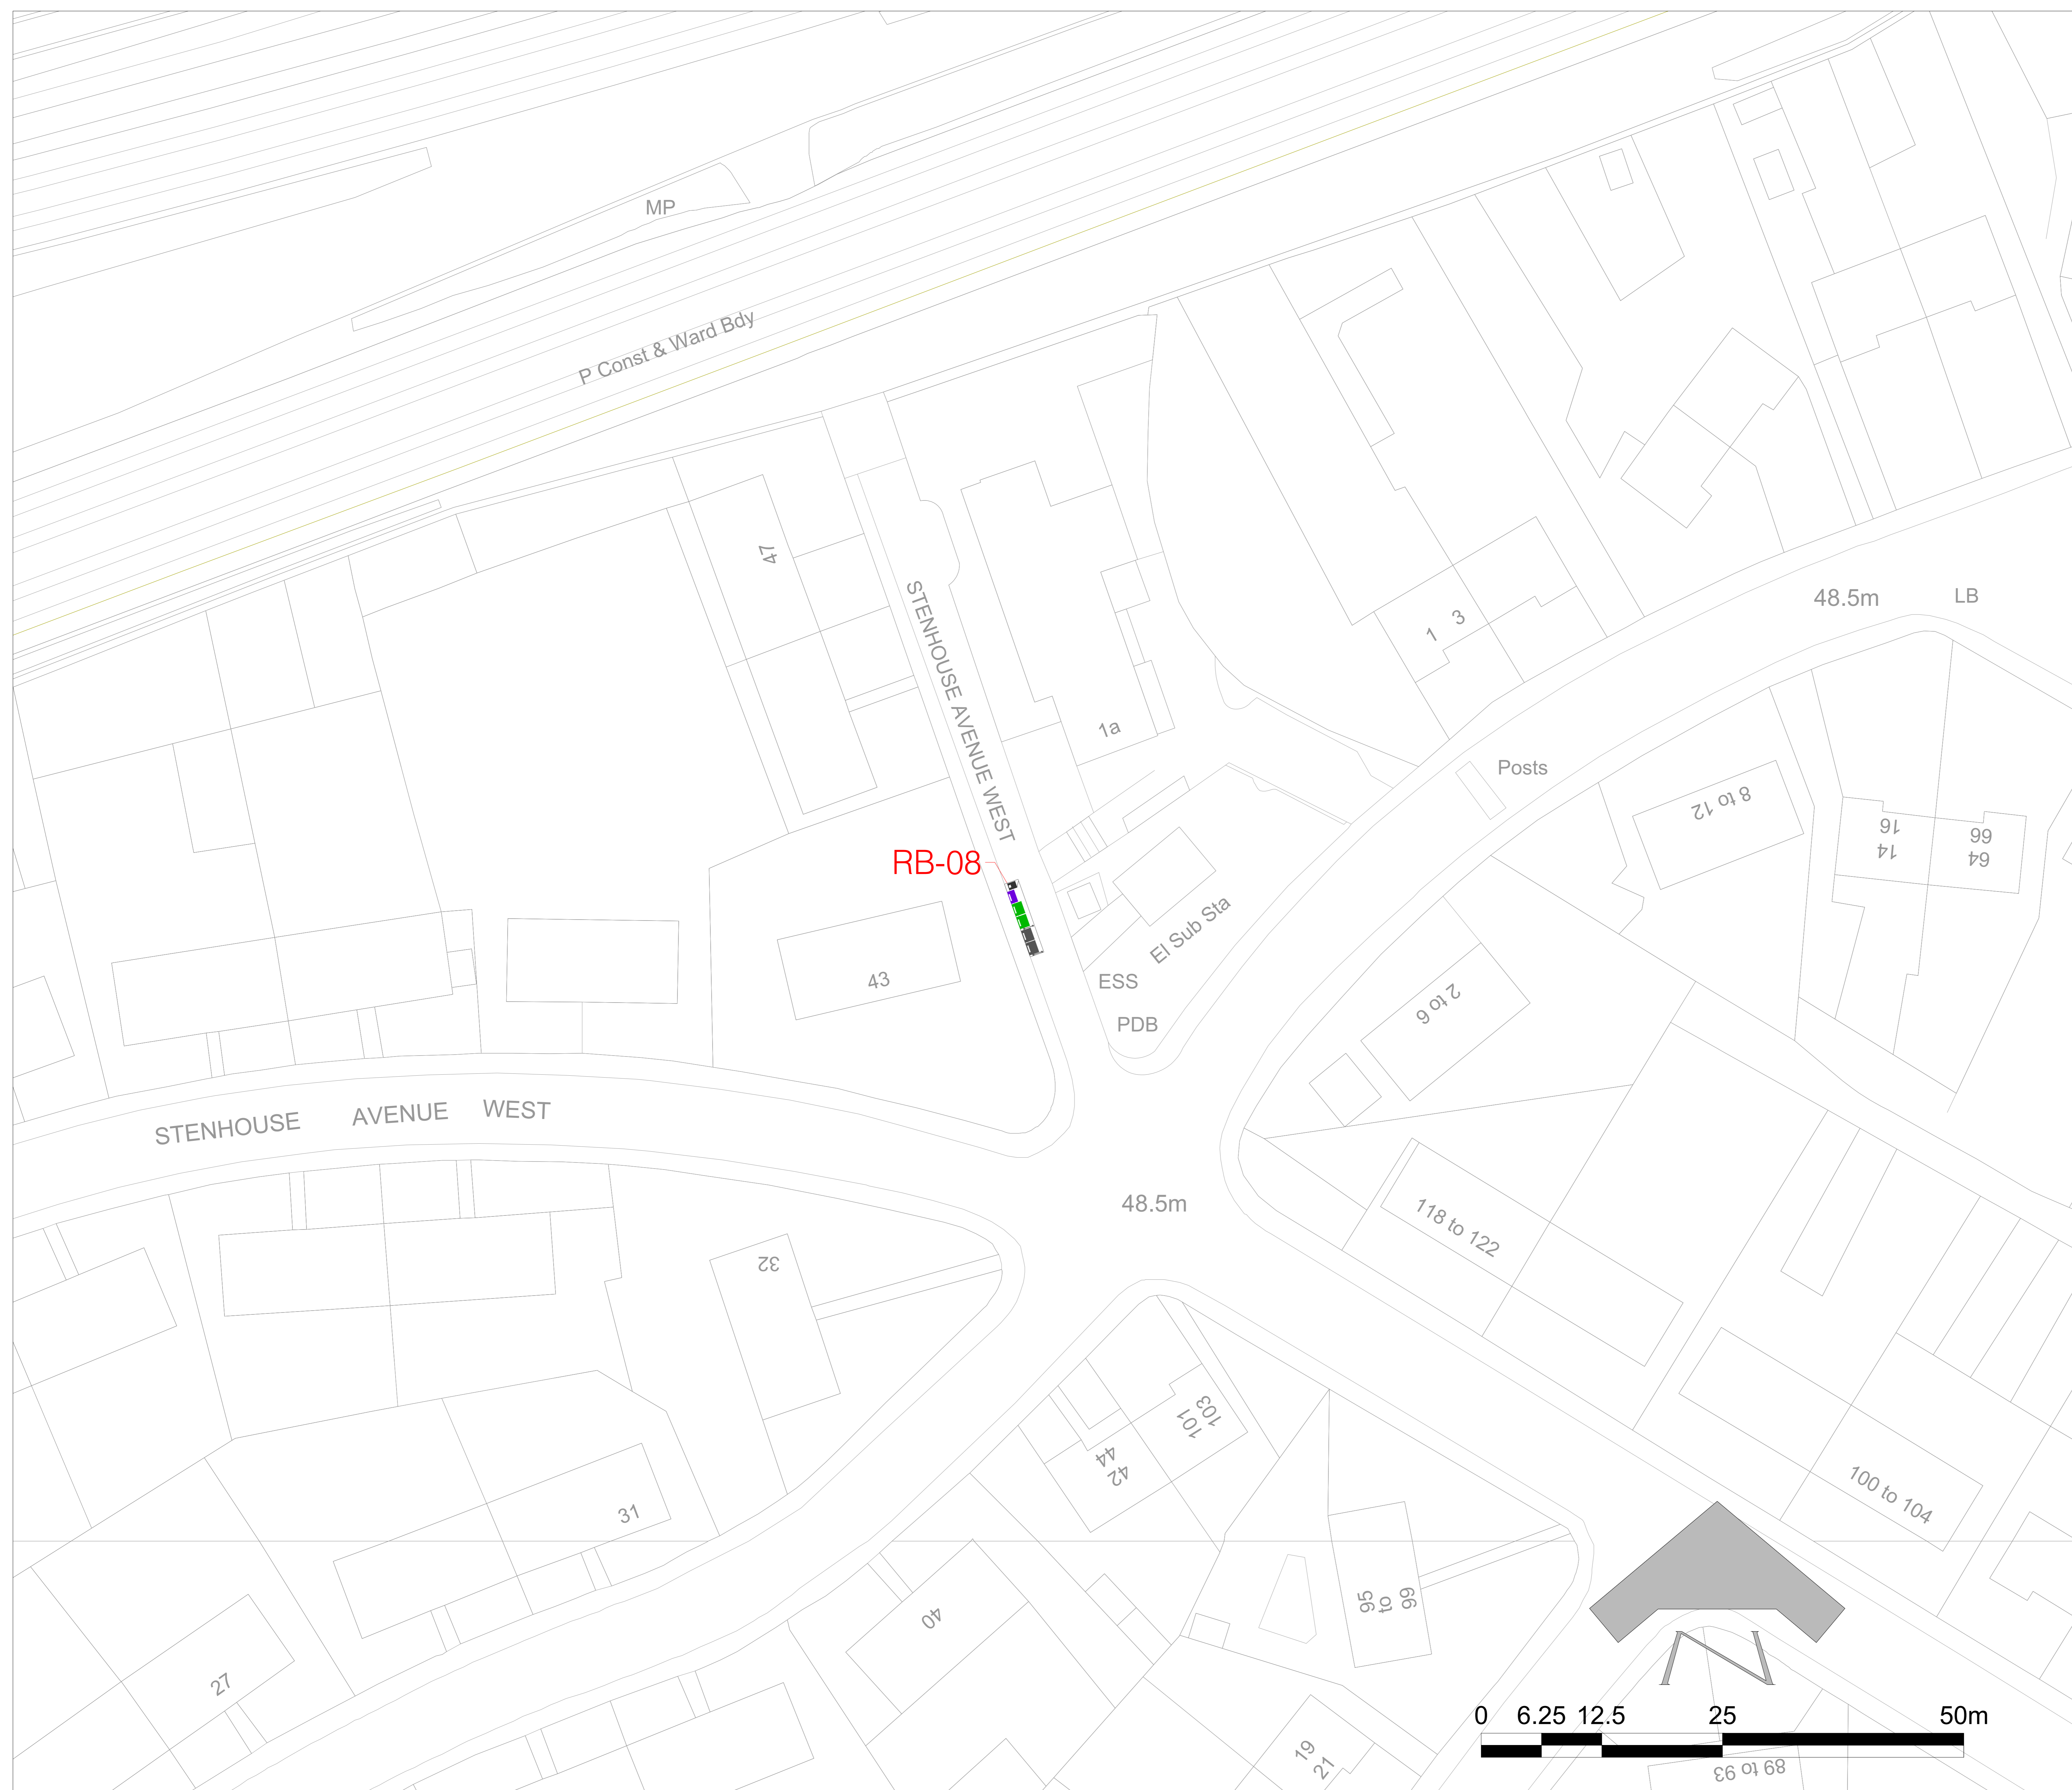 MP
P Const & Ward Bdy
47
STENHOUSE AVENUE WEST
1 3
48.5m
LB
1a
Posts
8 to 12
16
14
66
64
RB-08
El Sub Sta
43
ESS
PDB
2 to 6
STENHOUSE AVENUE WEST
48.5m
118 to 122
32
103
101
44
42
100 to 104
31
95
to
99
40
27
N
0 6.25 12.5 25 50m
19
21
89 to 93